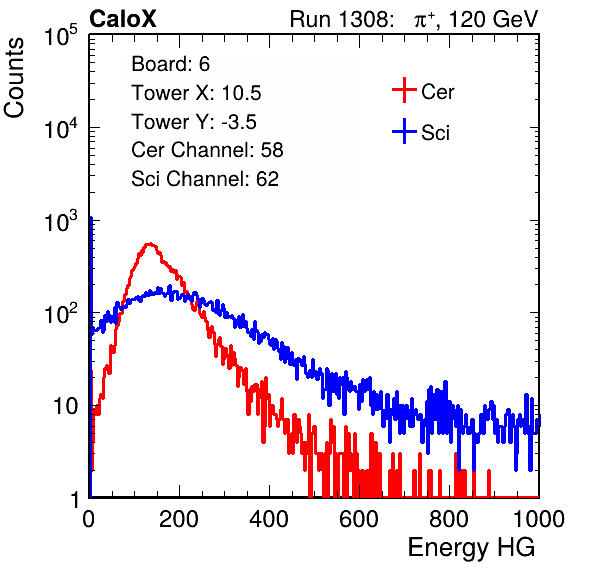 CaloX Run 1308: π⁺, 120 GeV
Counts
10⁵
10⁴
10³
10²
10
1
Board: 6
Tower X: 10.5
Tower Y: -3.5
Cer Channel: 58
Sci Channel: 62
Cer
Sci
0 200 400 600 800 1000
Energy HG